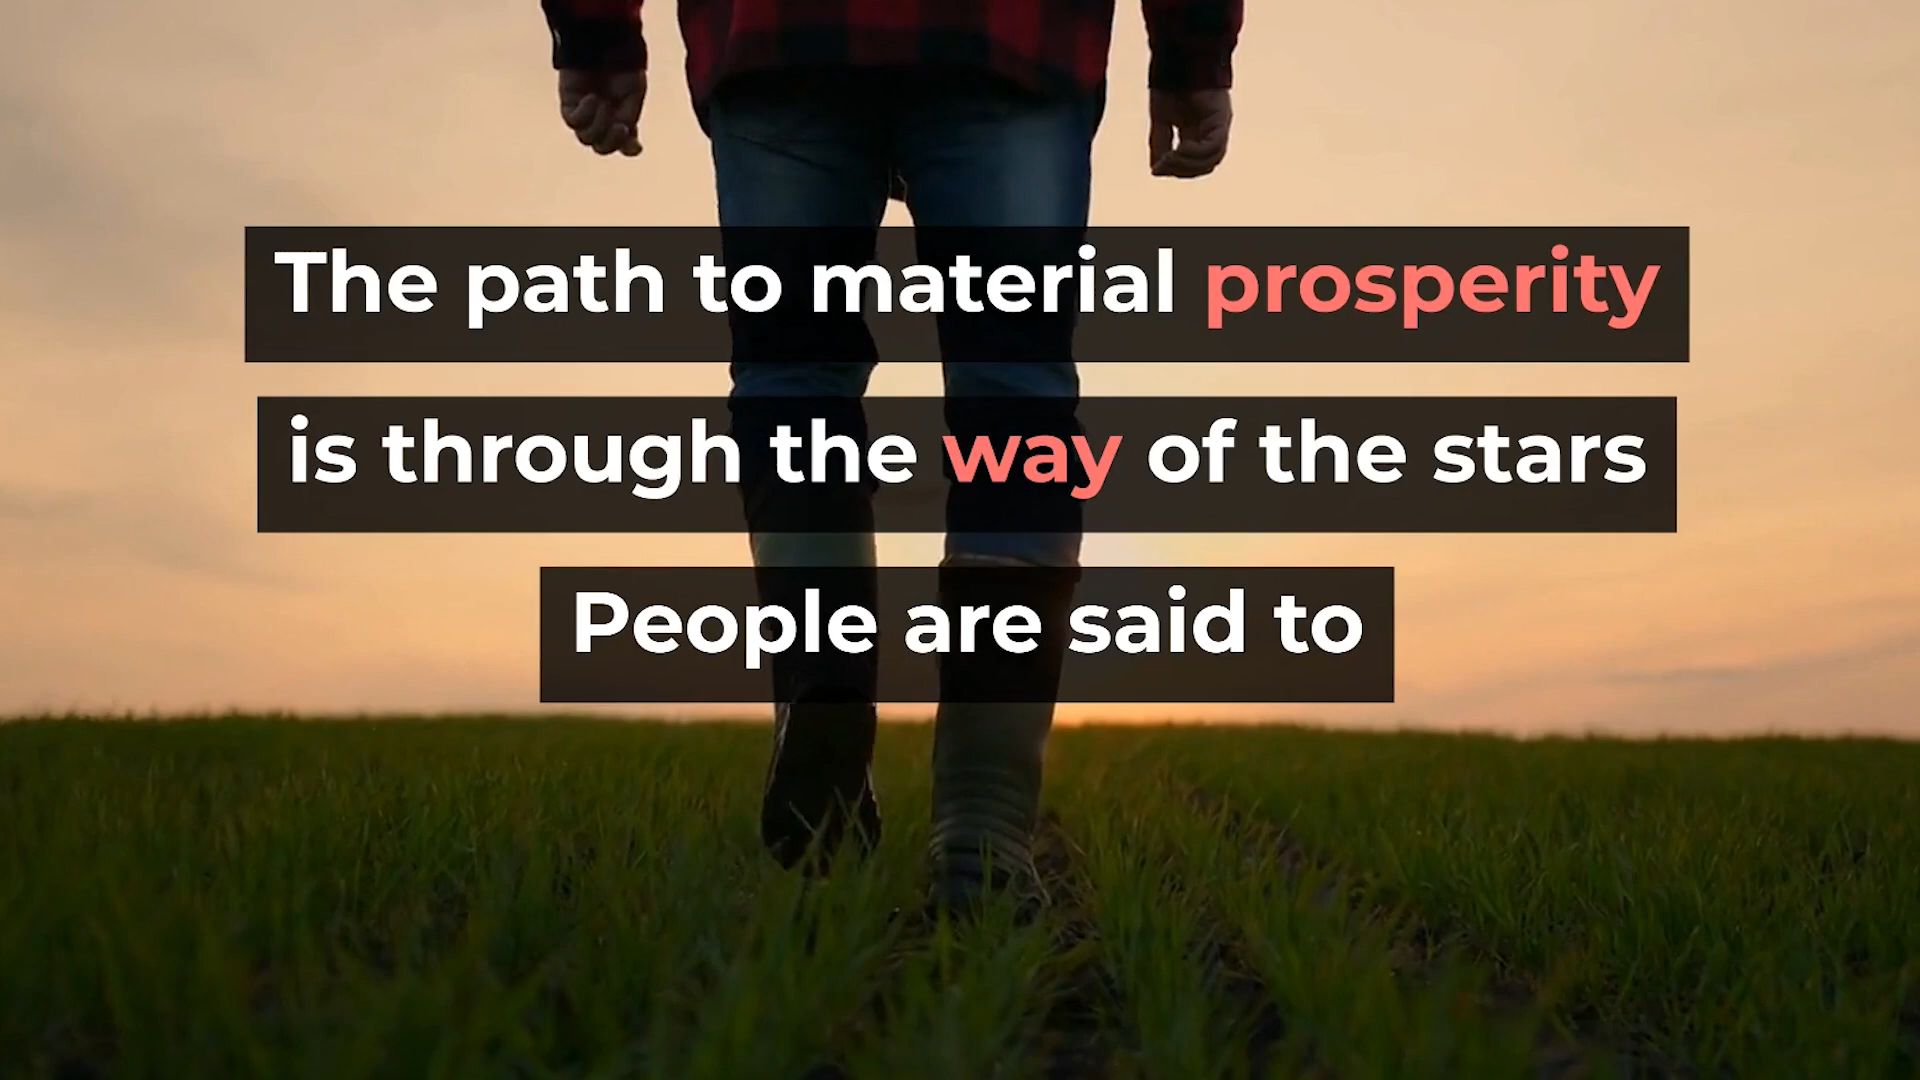 The path to material prosperity
is through the way of the stars
People are said to